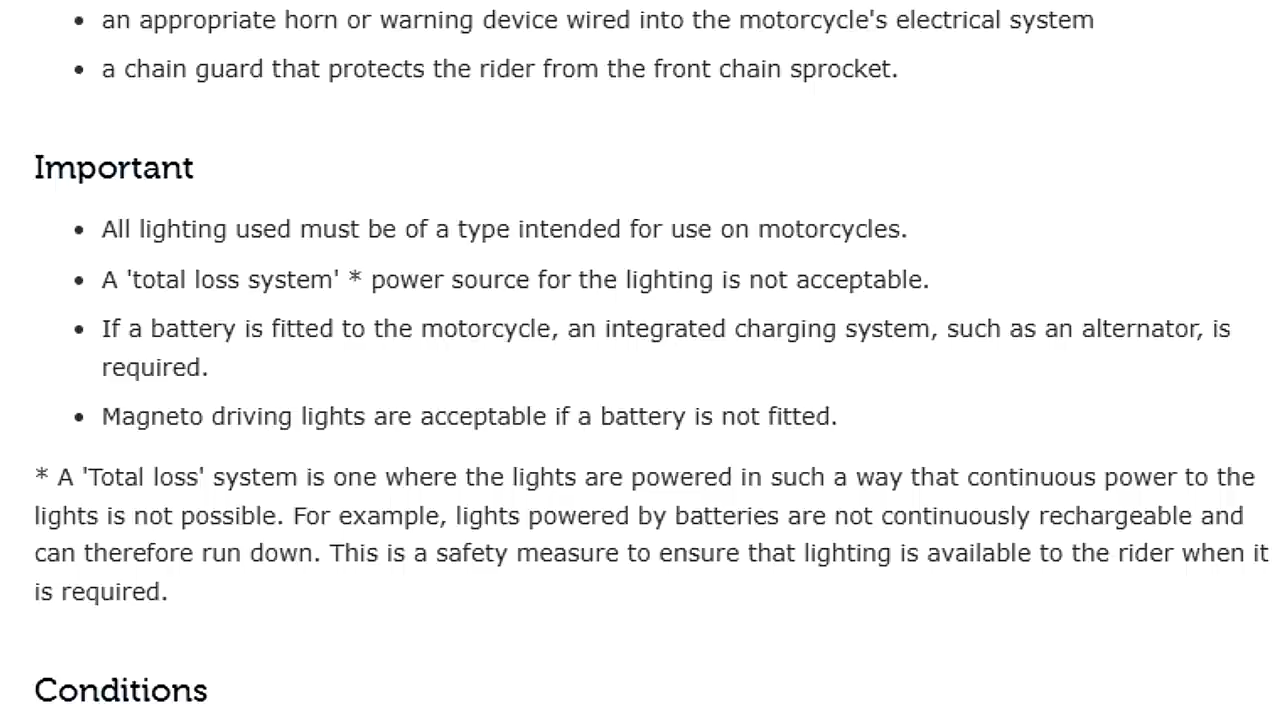 • an appropriate horn or warning device wired into the motorcycle's electrical system
• a chain guard that protects the rider from the front chain sprocket.
Important
• All lighting used must be of a type intended for use on motorcycles.
• A 'total loss system' * power source for the lighting is not acceptable.
• If a battery is fitted to the motorcycle, an integrated charging system, such as an alternator, is
required.
• Magneto driving lights are acceptable if a battery is not fitted.
* A 'Total loss' system is one where the lights are powered in such a way that continuous power to the
lights is not possible. For example, lights powered by batteries are not continuously rechargeable and
can therefore run down. This is a safety measure to ensure that lighting is available to the rider when it
is required.
Conditions